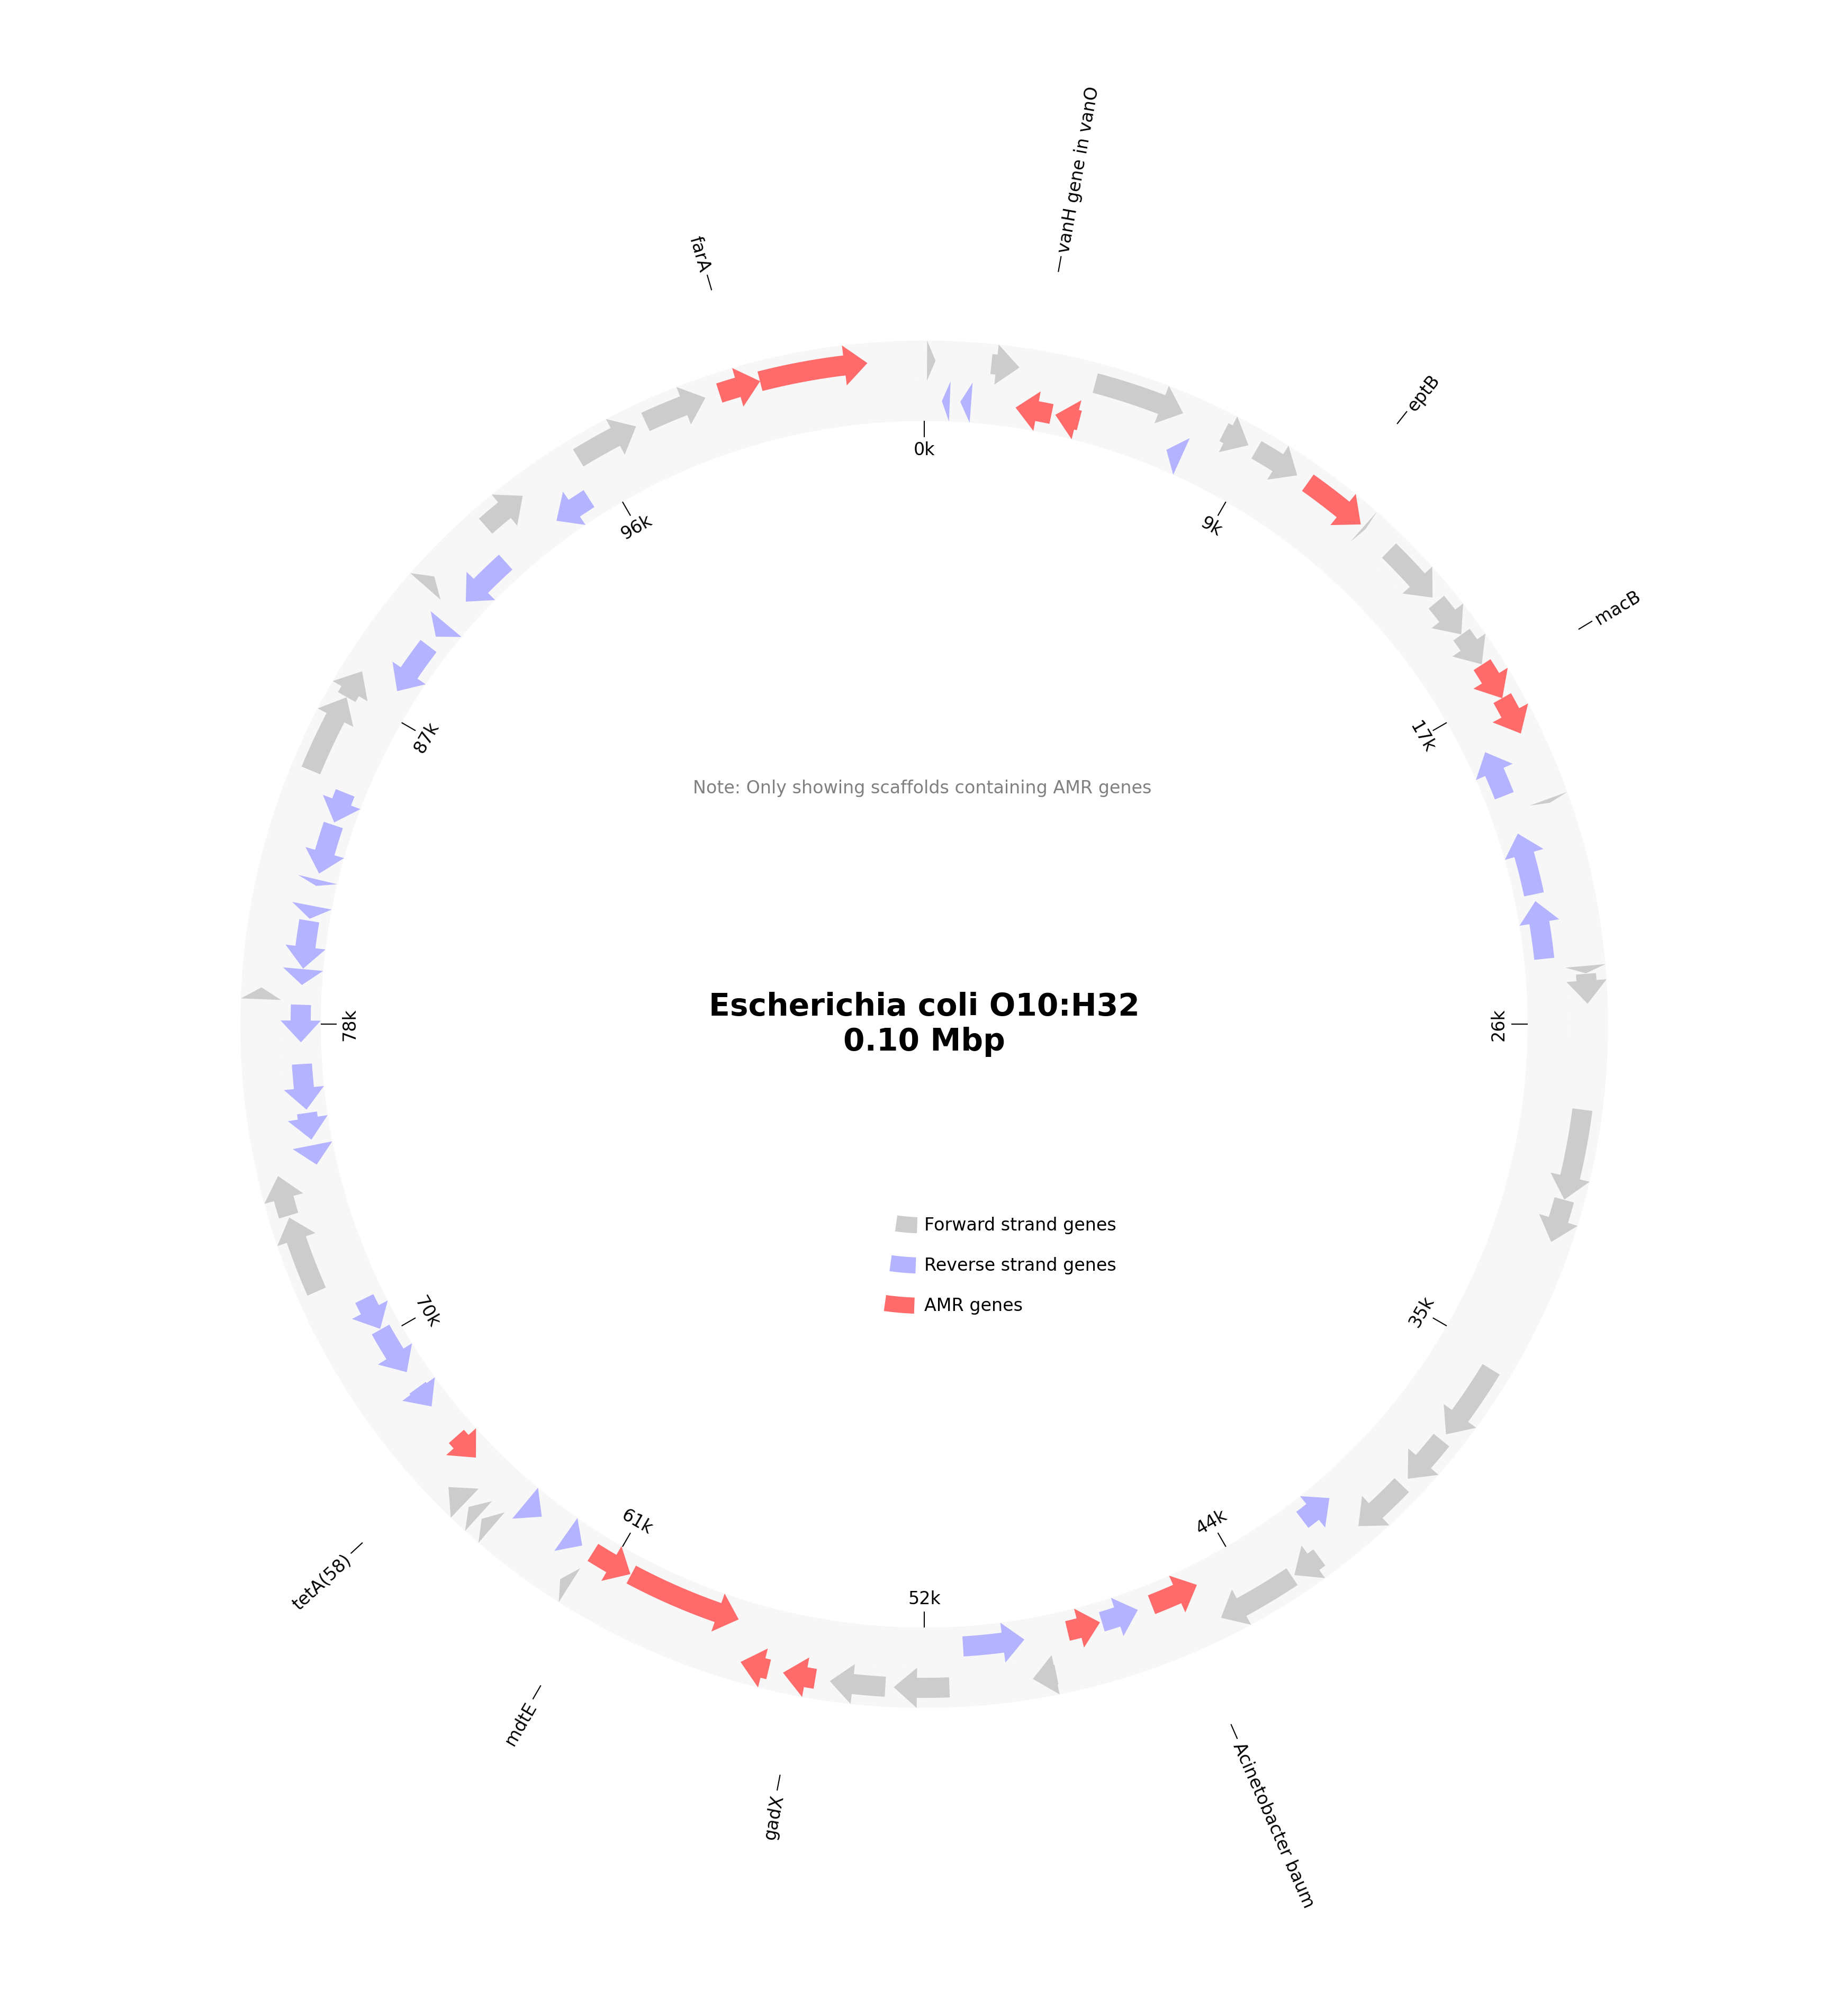 vanH gene in vanO
farA
eptB
macB
0k
9k
17k
26k
35k
44k
52k
61k
70k
78k
87k
96k
Note: Only showing scaffolds containing AMR genes
Escherichia coli O10:H32
0.10 Mbp
Forward strand genes
Reverse strand genes
AMR genes
tetA(58)
mdtE
gadX
Acinetobacter baum